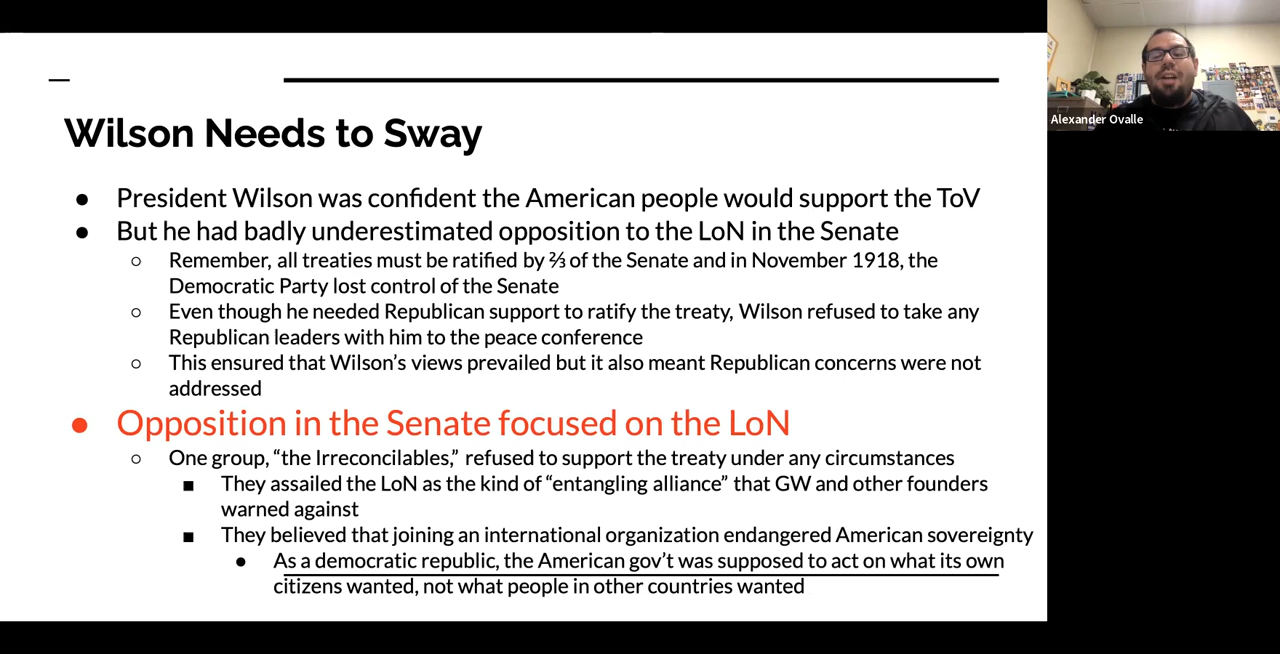 Wilson Needs to Sway
● President Wilson was confident the American people would support the ToV
● But he had badly underestimated opposition to the LoN in the Senate
○ Remember, all treaties must be ratified by ⅔ of the Senate and in November 1918, the
Democratic Party lost control of the Senate
○ Even though he needed Republican support to ratify the treaty, Wilson refused to take any
Republican leaders with him to the peace conference
○ This ensured that Wilson’s views prevailed but it also meant Republican concerns were not
addressed
● Opposition in the Senate focused on the LoN
○ One group, “the Irreconcilables,” refused to support the treaty under any circumstances
■ They assailed the LoN as the kind of “entangling alliance” that GW and other founders
warned against
■ They believed that joining an international organization endangered American sovereignty
● As a democratic republic, the American gov’t was supposed to act on what its own
citizens wanted, not what people in other countries wanted
Alexander Ovalle